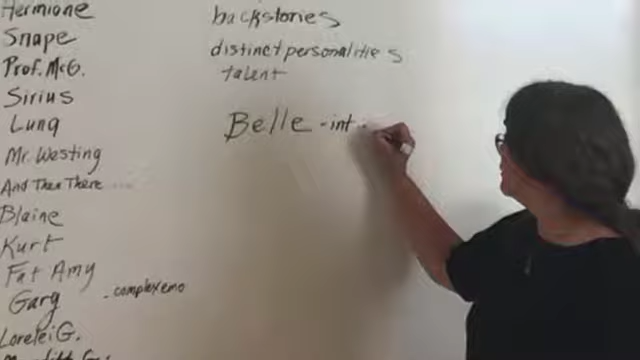 Hermione
Snape
Prof. McG.
Sirius
Luna
Mr. Westing
And Then There ....
Blaine
Kurt
Fat Amy
Gary - complex emo
Lorelei G.
backstories
distinct personalities
talent
Belle - int